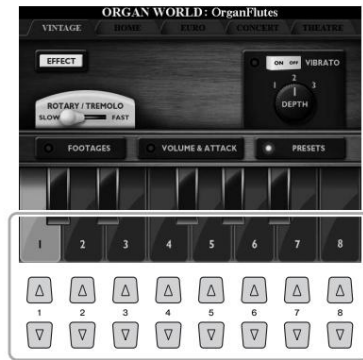 ORGAN WORLD: OrganFlutes
VINTAGE HOME EURO CONCERT THEATRE
EFFECT
ON OFF VIBRATO
2
1 3
DEPTH
ROTARY / TREMOLO
SLOW FAST
FOOTAGES VOLUME & ATTACK PRESETS
1 2 3 4 5 6 7 8
1 2 3 4 5 6 7 8